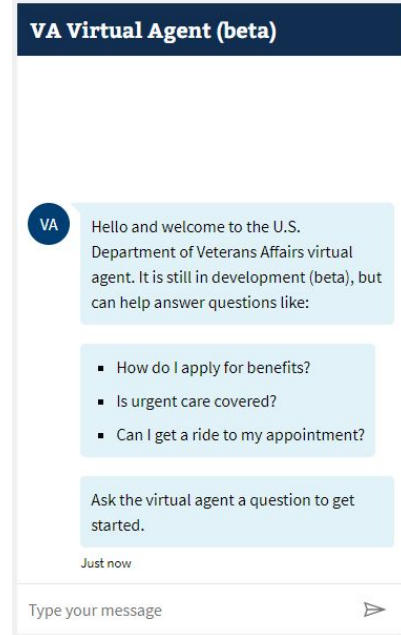 VA Virtual Agent (beta)
VA
Hello and welcome to the U.S.
Department of Veterans Affairs virtual
agent. It is still in development (beta), but
can help answer questions like:
▪ How do I apply for benefits?
▪ Is urgent care covered?
▪ Can I get a ride to my appointment?
Ask the virtual agent a question to get
started.
Just now
Type your message